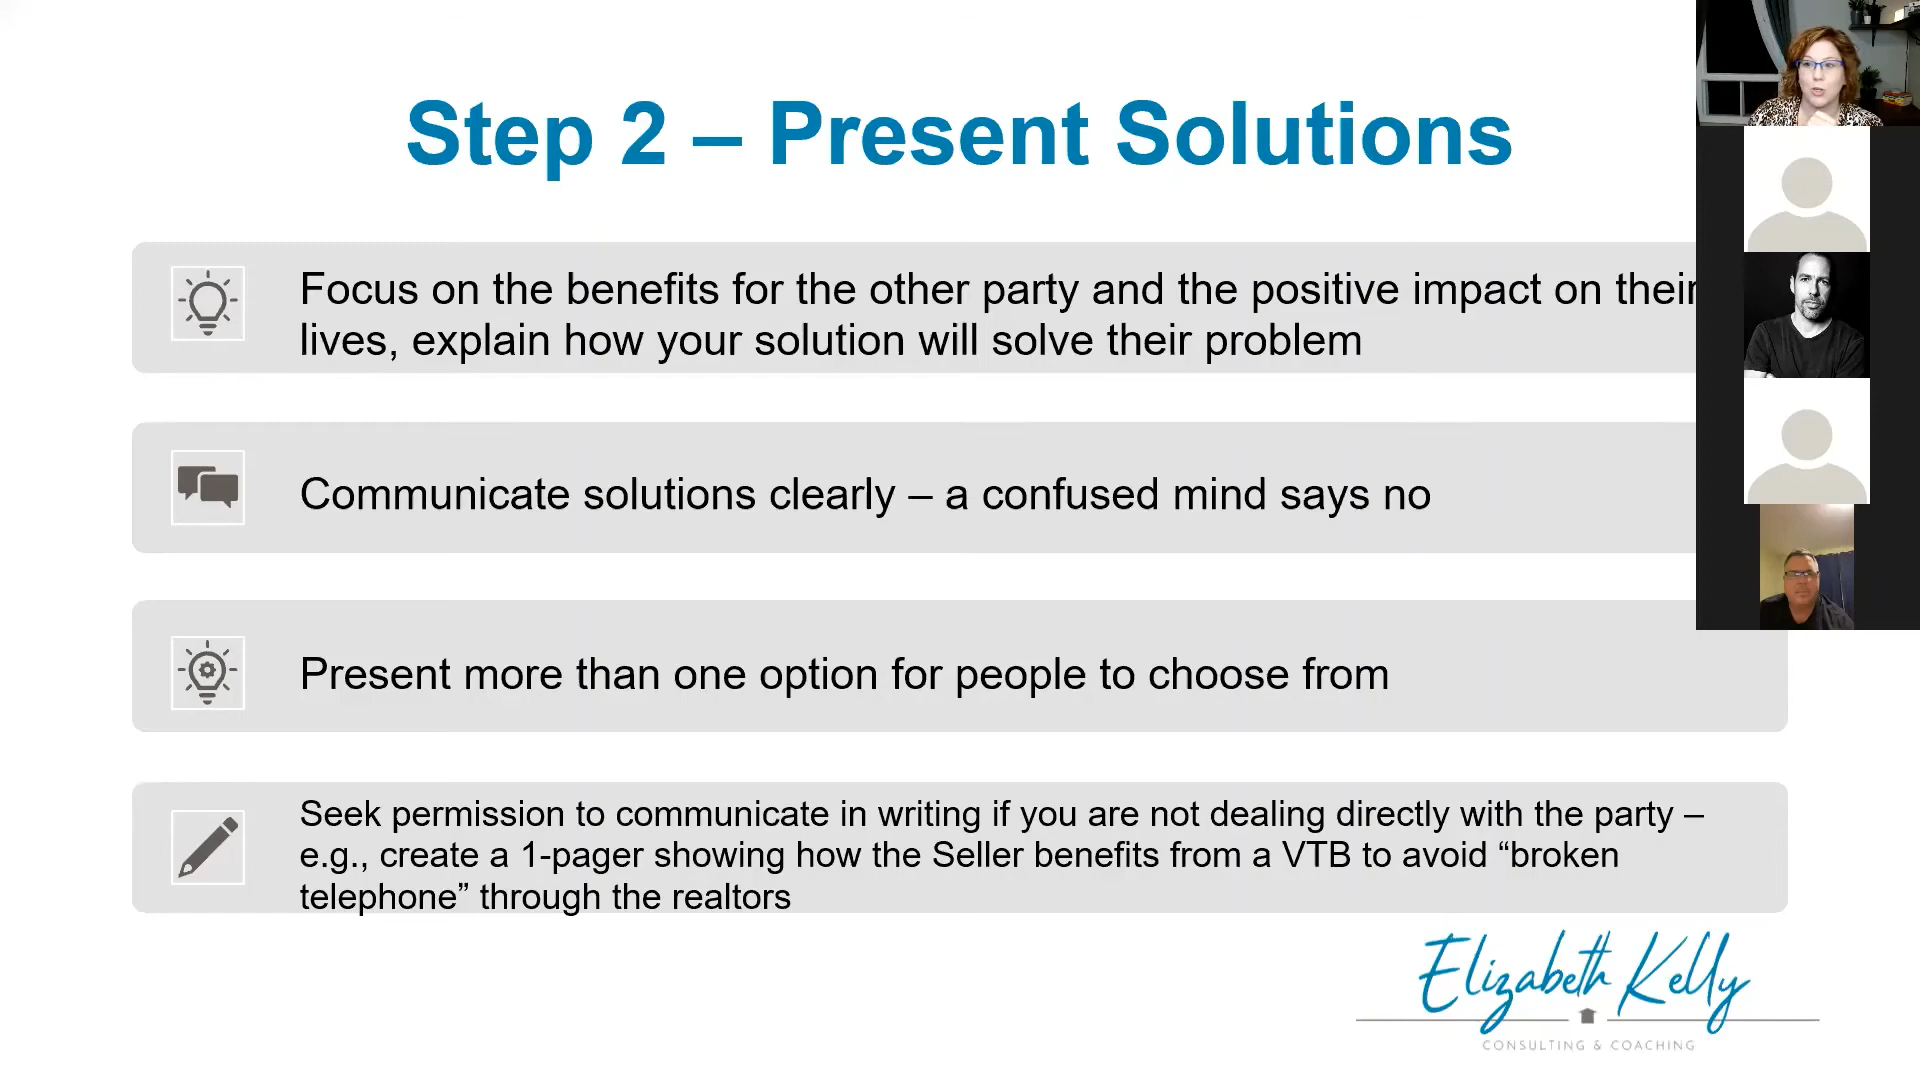 Step 2 – Present Solutions
Focus on the benefits for the other party and the positive impact on their
lives, explain how your solution will solve their problem
Communicate solutions clearly – a confused mind says no
Present more than one option for people to choose from
Seek permission to communicate in writing if you are not dealing directly with the party –
e.g., create a 1-pager showing how the Seller benefits from a VTB to avoid “broken
telephone” through the realtors
Elizabeth Kelly
CONSULTING & COACHING